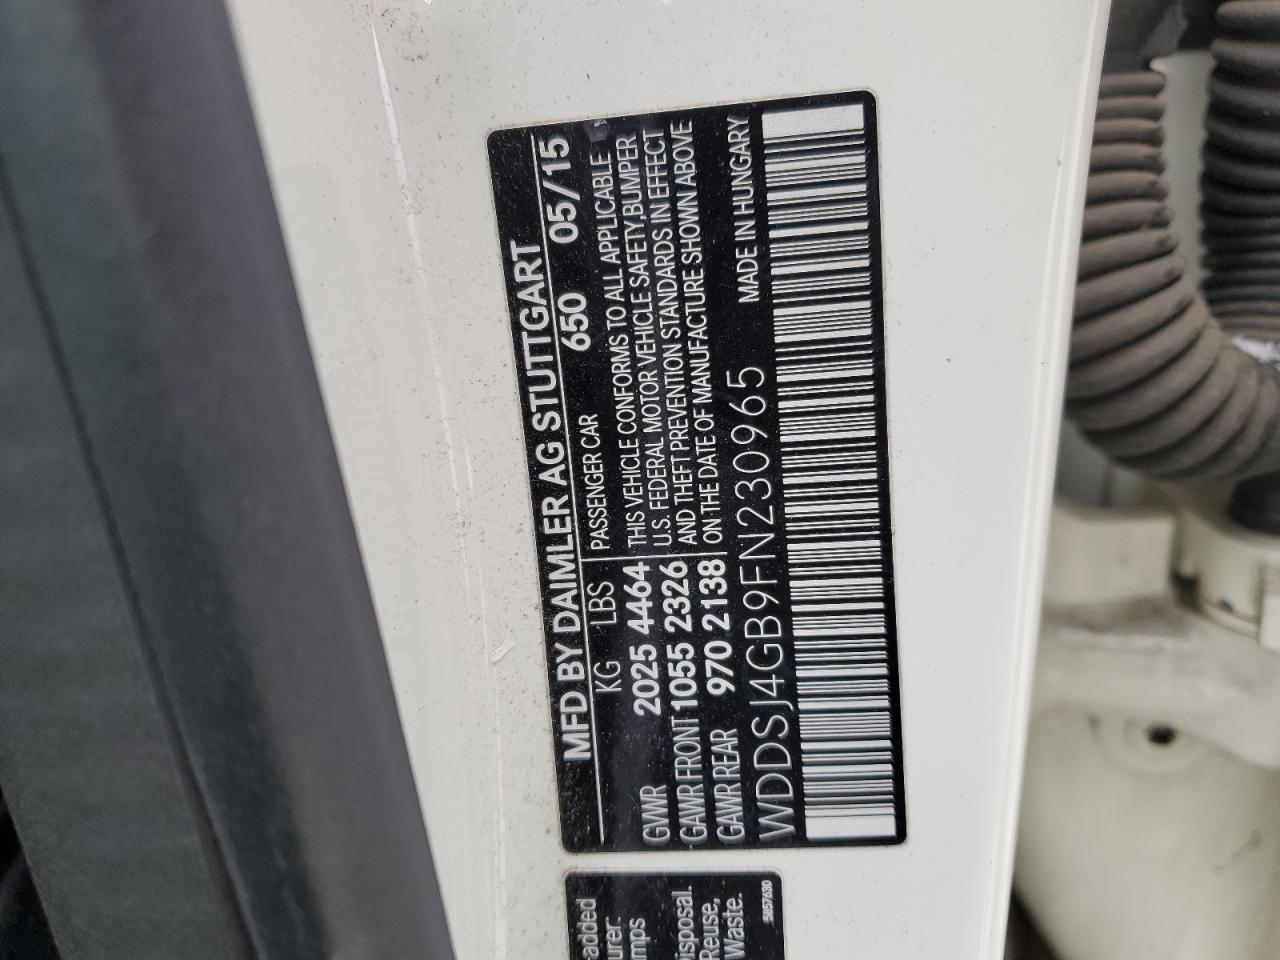 MFD BY DAIMLER AG STUTTGART
KG LBS 650 05/15
PASSENGER CAR
GVWR 2025 4464
GAWR FRONT 1055 2326
GAWR REAR 970 2138
THIS VEHICLE CONFORMS TO ALL APPLICABLE
U.S. FEDERAL MOTOR VEHICLE SAFETY,BUMPER
AND THEFT PREVENTION STANDARDS IN EFFECT
ON THE DATE OF MANUFACTURE SHOWN ABOVE
MADE IN HUNGARY
WDDSJ4GB9FN230965
-added
urer.
mps
isposal.
Reuse,
Waste.